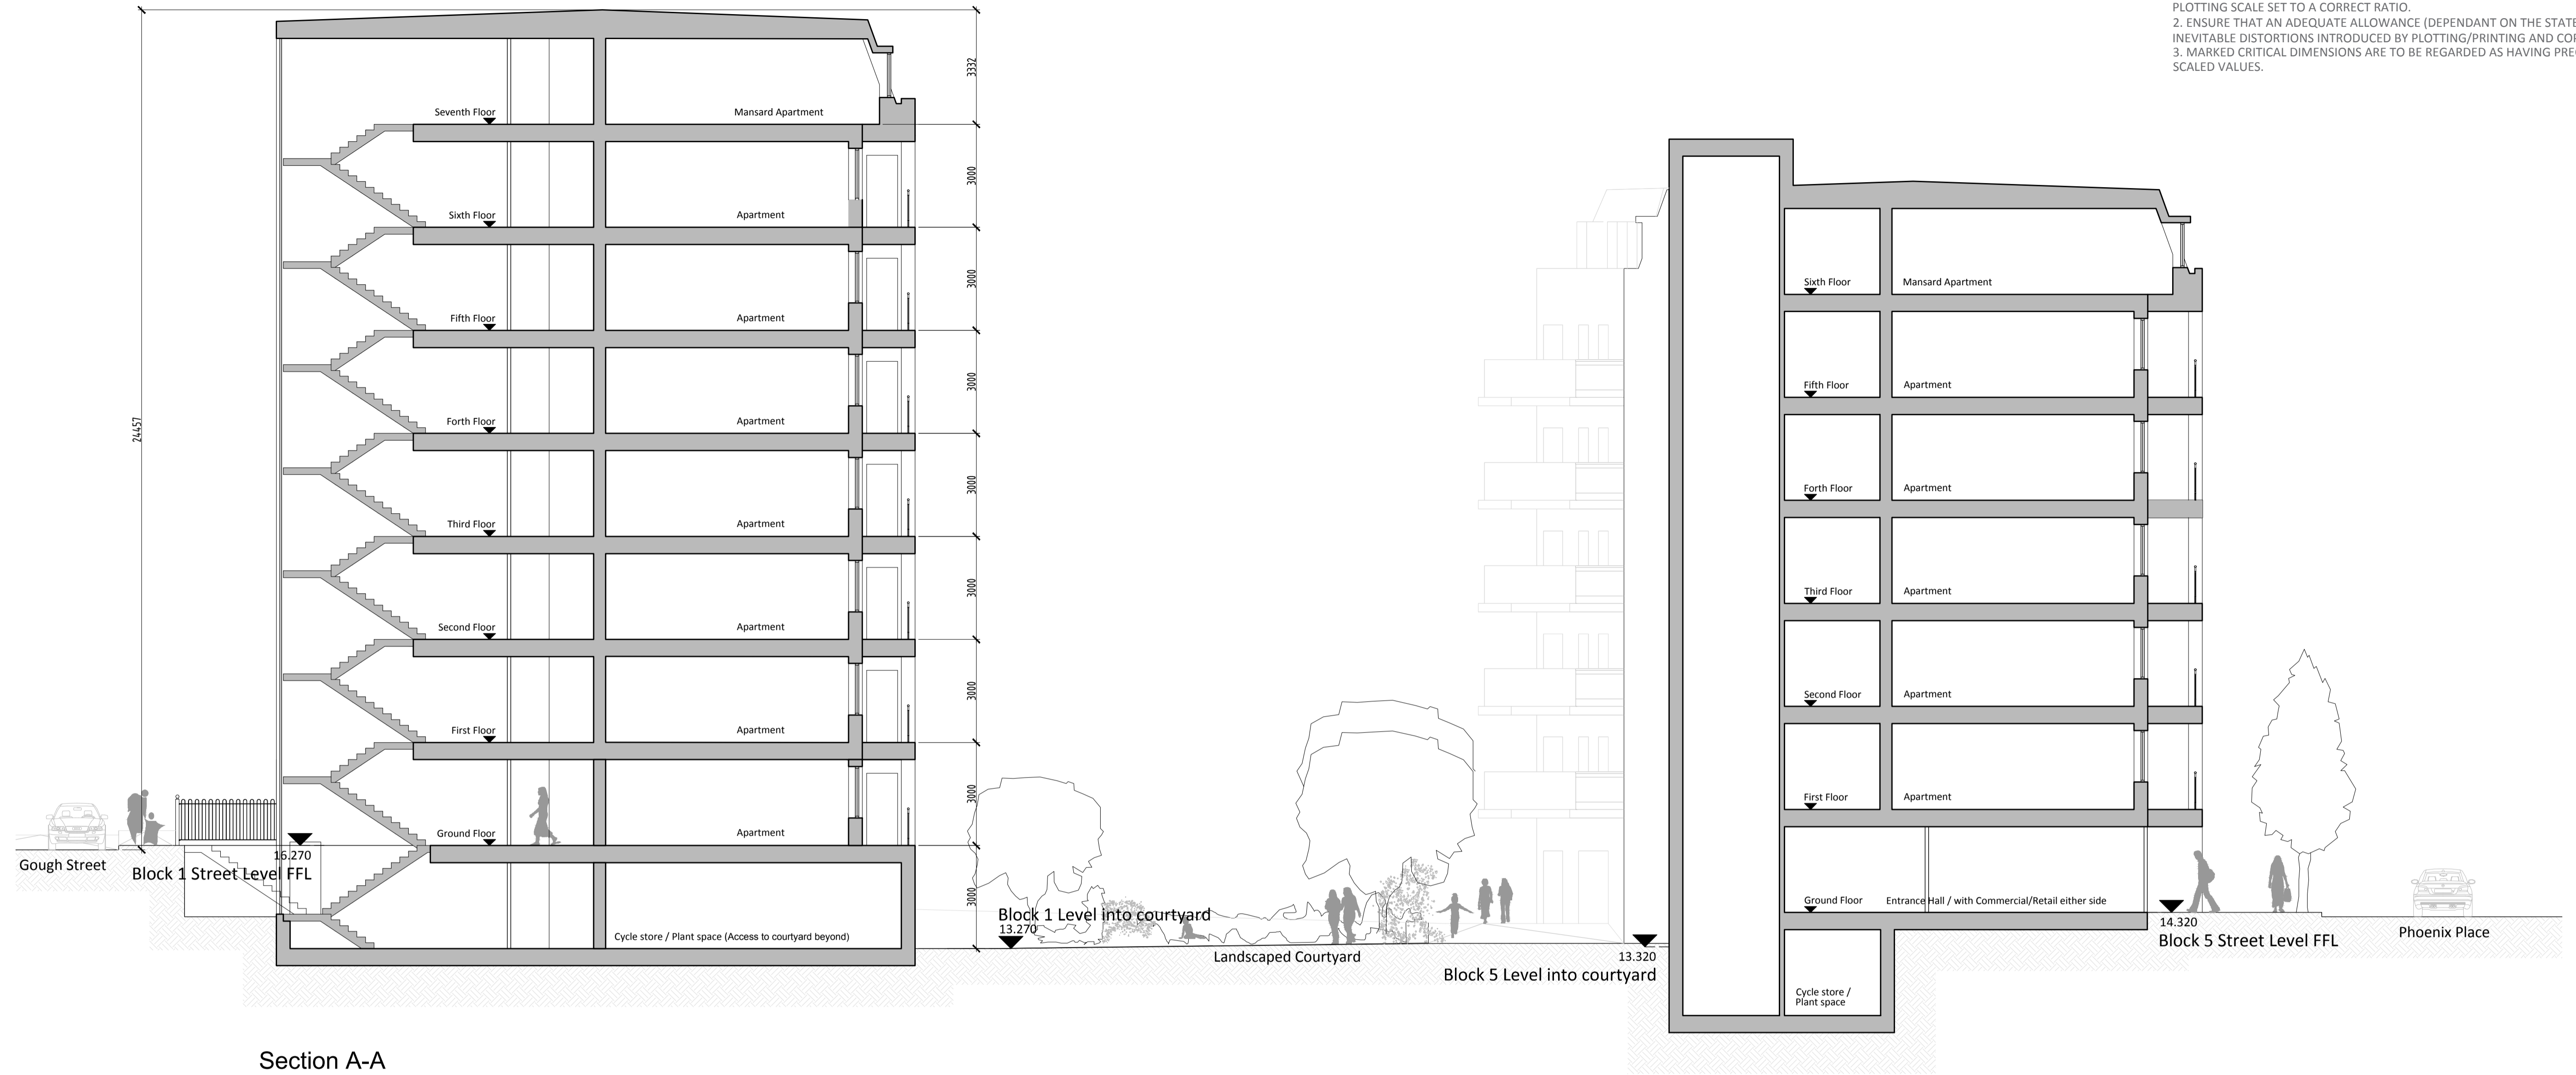 PLOTTING SCALE SET TO A CORRECT RATIO.
2. ENSURE THAT AN ADEQUATE ALLOWANCE (DEPENDANT ON THE STATE
INEVITABLE DISTORTIONS INTRODUCED BY PLOTTING/PRINTING AND
3. MARKED CRITICAL DIMENSIONS ARE TO BE REGARDED AS HAVING
SCALED VALUES.
24457
3332
Seventh Floor
Mansard Apartment
3000
Sixth Floor
Apartment
3000
Fifth Floor
Apartment
3000
Forth Floor
Apartment
3000
Third Floor
Apartment
3000
Second Floor
Apartment
3000
First Floor
Apartment
3000
Ground Floor
Apartment
3000
Cycle store / Plant space (Access to courtyard beyond)
Gough Street
16.270
Block 1 Street Level FFL
Block 1 Level into courtyard
13.270
Landscaped Courtyard
13.320
Block 5 Level into courtyard
Sixth Floor
Mansard Apartment
Fifth Floor
Apartment
Forth Floor
Apartment
Third Floor
Apartment
Second Floor
Apartment
First Floor
Apartment
Ground Floor
Entrance Hall / with Commercial/Retail either side
Cycle store /
Plant space
14.320
Block 5 Street Level FFL
Phoenix Place
Section A-A